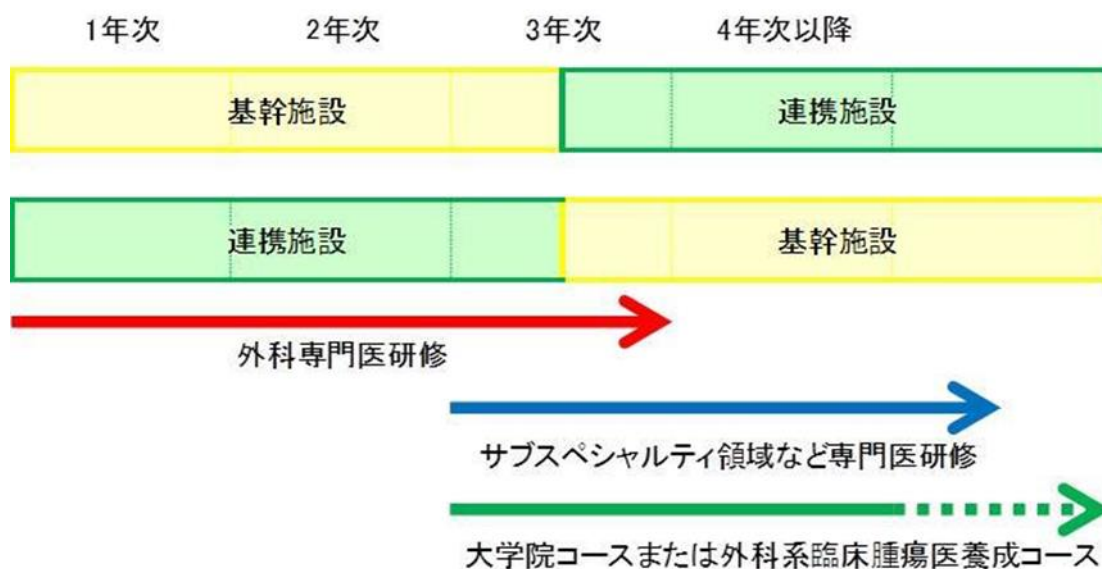 1年次 2年次 3年次 4年次以降
基幹施設 連携施設
連携施設 基幹施設
外科専門医研修
サブスペシャルティ領域など専門医研修
大学院コースまたは外科系臨床腫瘍医養成コース